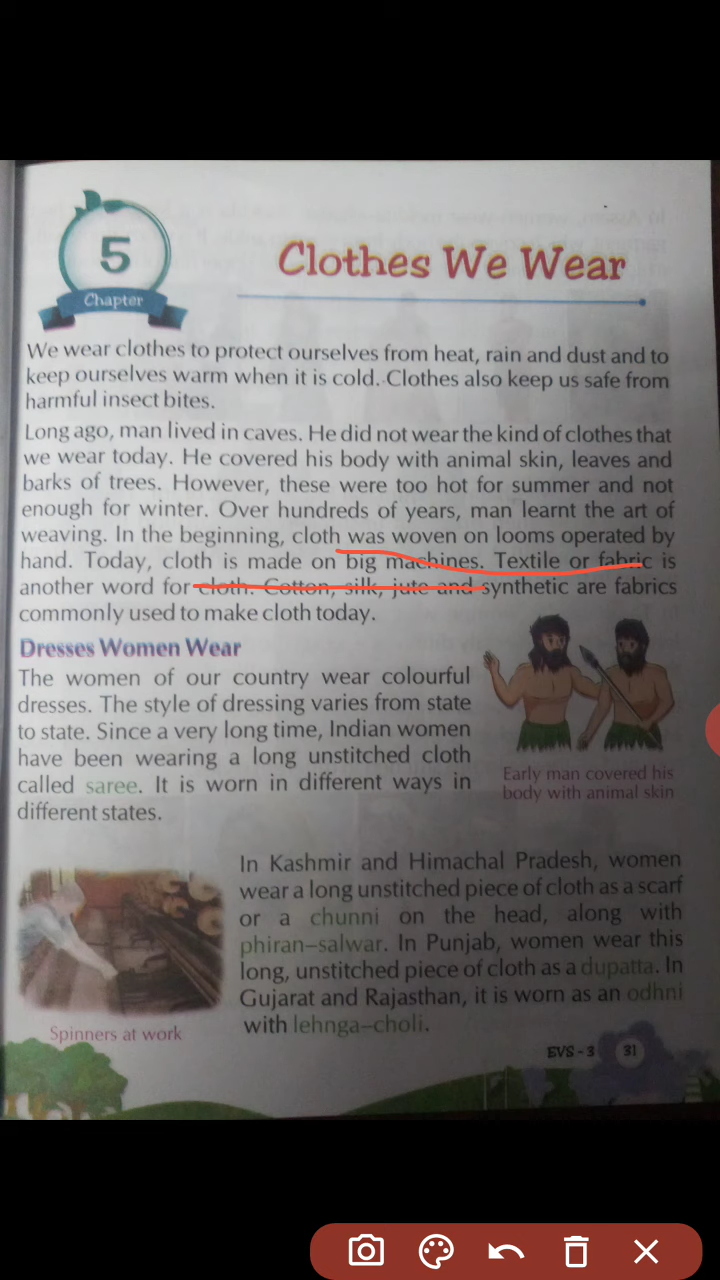 5
Chapter
Clothes We Wear
We wear clothes to protect ourselves from heat, rain and dust and to
keep ourselves warm when it is cold. Clothes also keep us safe from
harmful insect bites.
Long ago, man lived in caves. He did not wear the kind of clothes that
we wear today. He covered his body with animal skin, leaves and
barks of trees. However, these were too hot for summer and not
enough for winter. Over hundreds of years, man learnt the art of
weaving. In the beginning, cloth was woven on looms operated by
hand. Today, cloth is made on big machines. Textile or fabric is
another word for cloth. Cotton, silk, jute and synthetic are fabrics
commonly used to make cloth today.
Dresses Women Wear
The women of our country wear colourful
dresses. The style of dressing varies from state
to state. Since a very long time, Indian women
have been wearing a long unstitched cloth
called saree. It is worn in different ways in
different states.
Early man covered his
body with animal skin
In Kashmir and Himachal Pradesh, women
wear a long unstitched piece of cloth as a scarf
or a chunni on the head, along with
phiran–salwar. In Punjab, women wear this
long, unstitched piece of cloth as a dupatta. In
Gujarat and Rajasthan, it is worn as an odhni
with lehnga–choli.
Spinners at work
EVS - 3 31